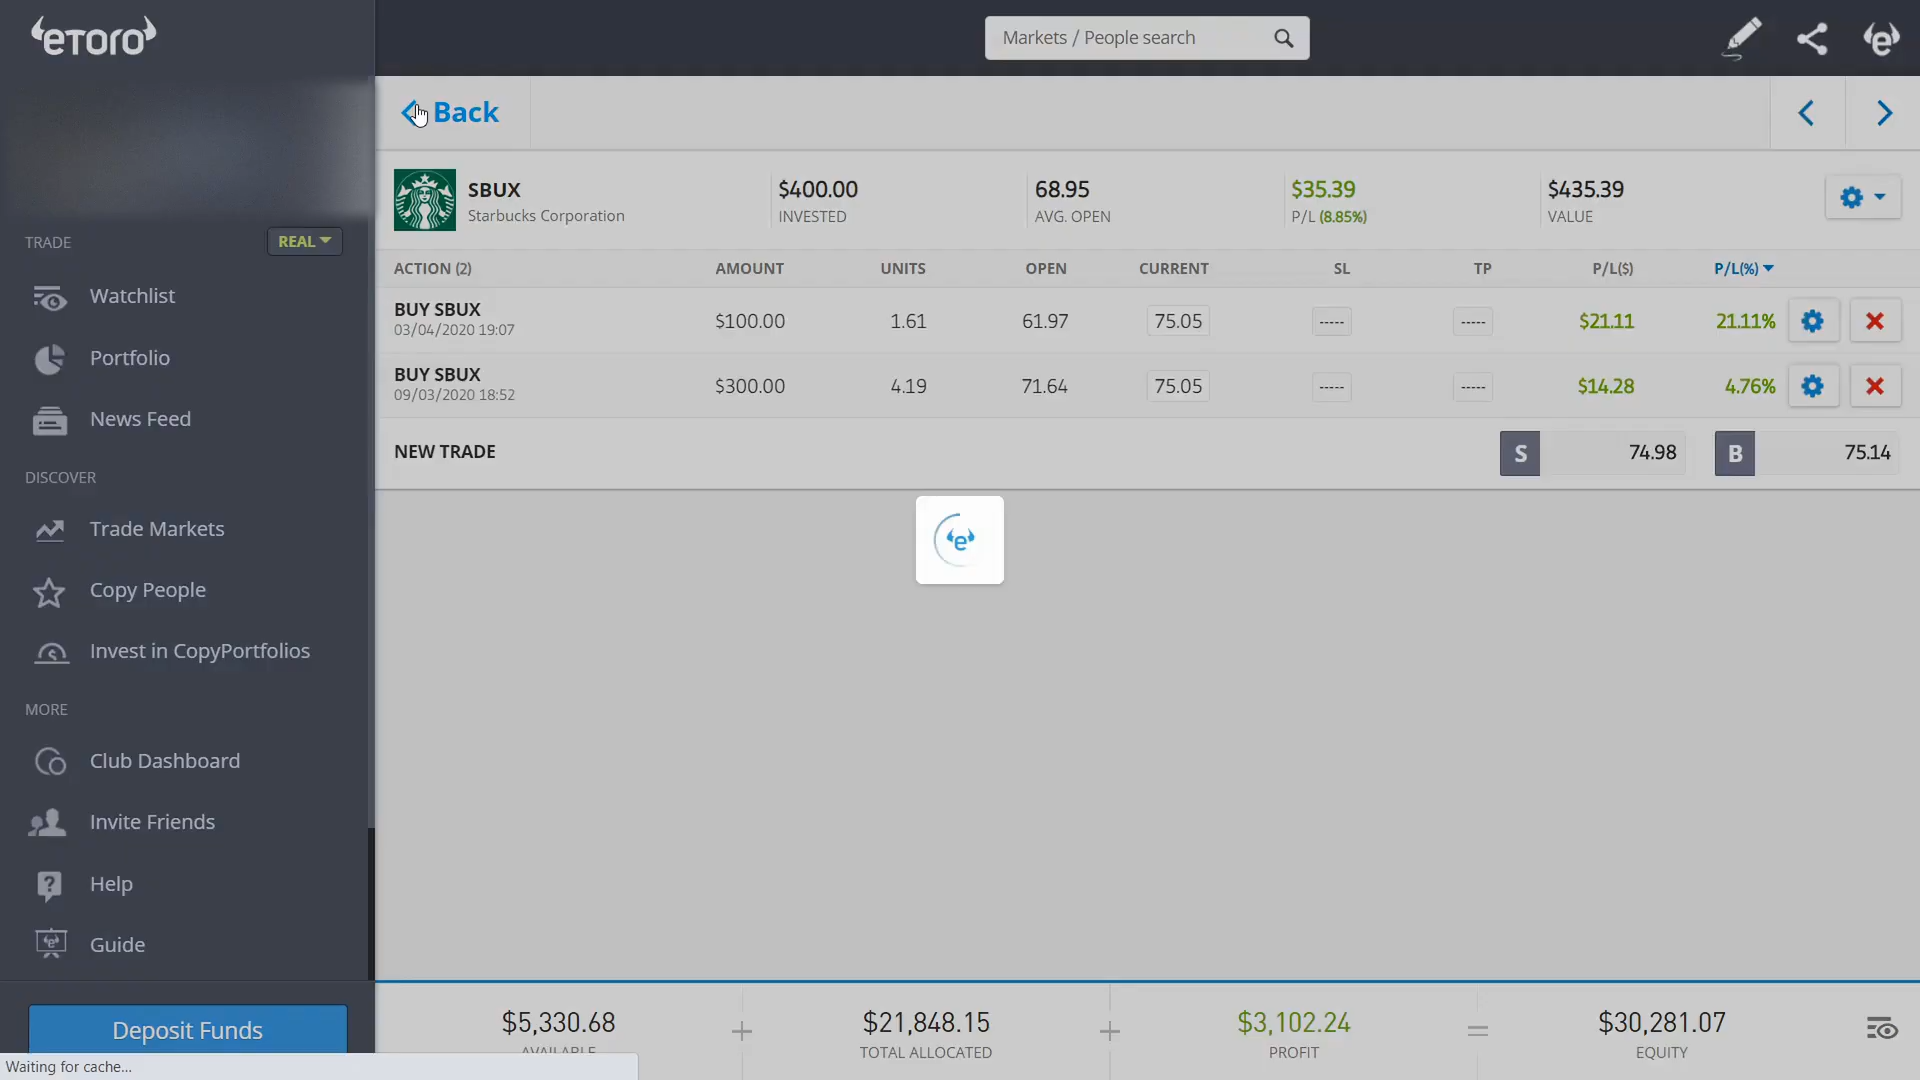 eTORO
Markets / People search
Back
SBUX
Starbucks Corporation
$400.00
INVESTED
68.95
AVG. OPEN
$35.39
P/L (8.85%)
$435.39
VALUE
TRADE
REAL
Watchlist
Portfolio
News Feed
DISCOVER
Trade Markets
Copy People
Invest in CopyPortfolios
MORE
Club Dashboard
Invite Friends
Help
Guide
Deposit Funds
ACTION (2) AMOUNT UNITS OPEN CURRENT SL TP P/L($) P/L(%)
BUY SBUX
03/04/2020 19:07
$100.00 1.61 61.97 75.05 ----- ----- $21.11 21.11%
BUY SBUX
09/03/2020 18:52
$300.00 4.19 71.64 75.05 ----- ----- $14.28 4.76%
NEW TRADE S 74.98 B 75.14
e
$5,330.68 + $21,848.15 + $3,102.24 = $30,281.07
AVAILABLE TOTAL ALLOCATED PROFIT EQUITY
Waiting for cache...